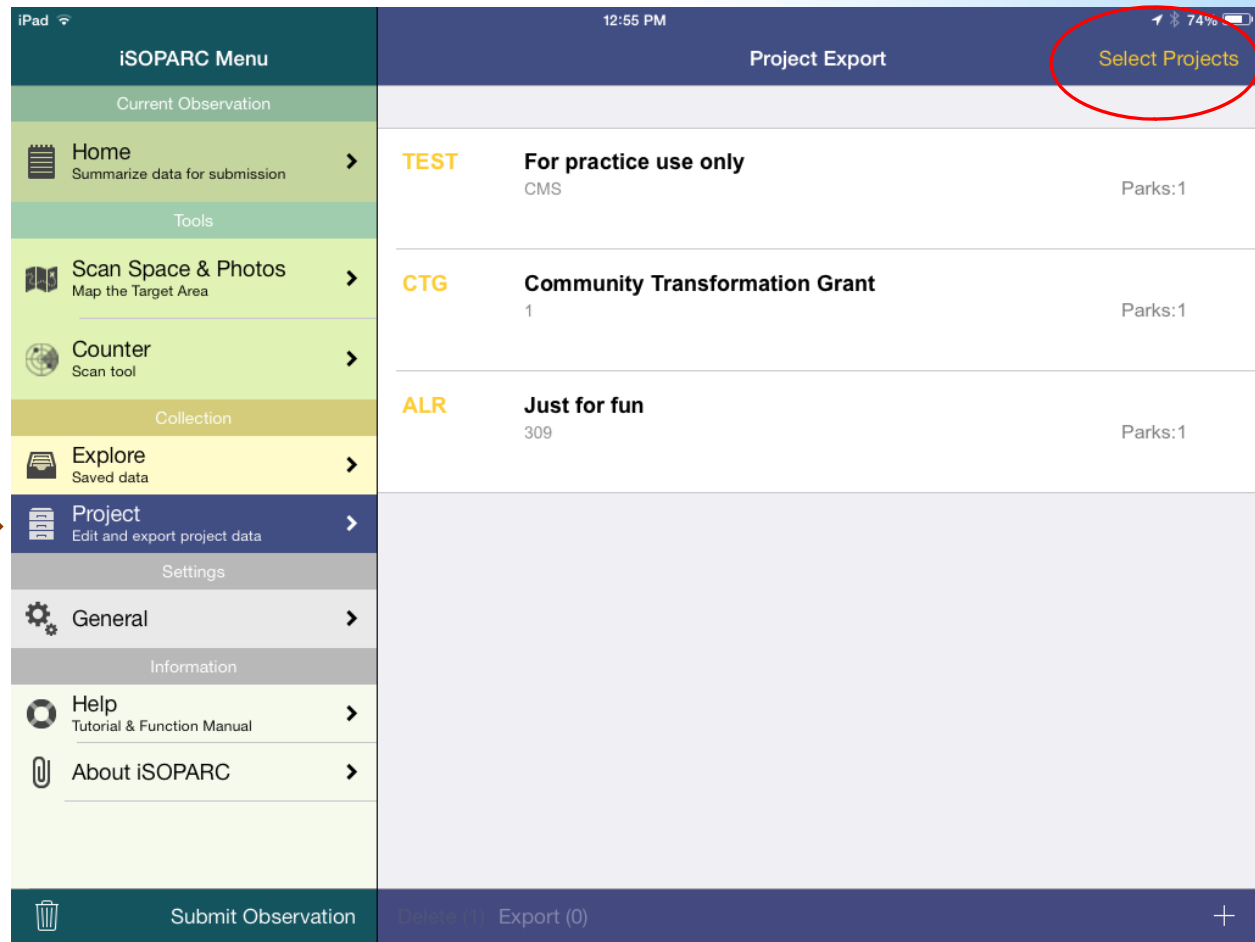 iPad 12:55 PM 74%
iSOPARC Menu
Project Export
Select Projects
Current Observation
Home
Summarize data for submission
Tools
Scan Space & Photos
Map the Target Area
Counter
Scan tool
Collection
Explore
Saved data
Project
Edit and export project data
Settings
General
Information
Help
Tutorial & Function Manual
About iSOPARC
Submit Observation
TEST For practice use only
CMS
Parks:1
CTG Community Transformation Grant
1
Parks:1
ALR Just for fun
309
Parks:1
Delete (1) Export (0)
+